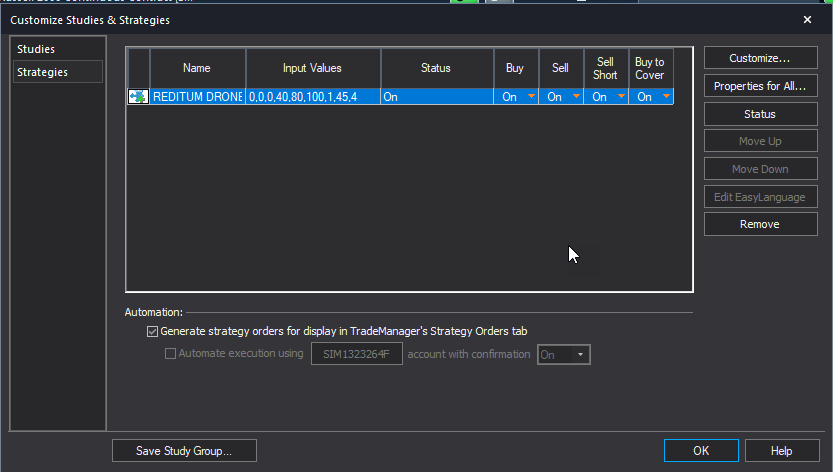 Customize Studies & Strategies
Studies
Strategies
Name Input Values Status Buy Sell Sell Short Buy to Cover
REDITUM DRONE 0,0,0,40,80,100,1,45,4 On On On On On
Customize...
Properties for All...
Status
Move Up
Move Down
Edit EasyLanguage
Remove
Automation:
Generate strategy orders for display in TradeManager's Strategy Orders tab
Automate execution using SIM1323264F account with confirmation On
Save Study Group... OK Help